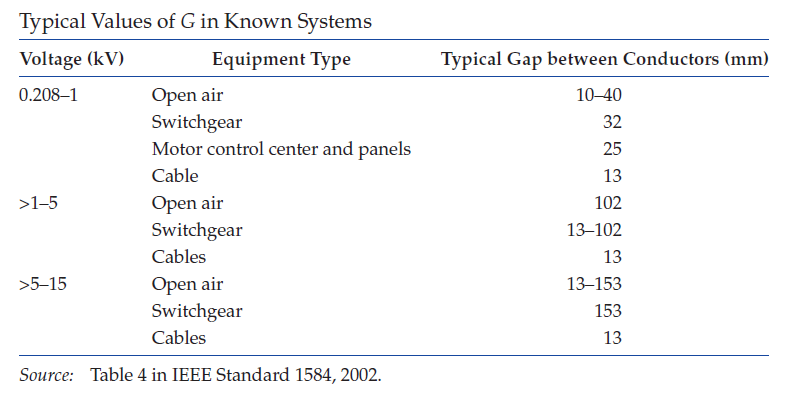 Typical Values of G in Known Systems
Voltage (kV) Equipment Type Typical Gap between Conductors (mm)
0.208–1 Open air 10–40
Switchgear 32
Motor control center and panels 25
Cable 13
>1–5 Open air 102
Switchgear 13–102
Cables 13
>5–15 Open air 13–153
Switchgear 153
Cables 13
Source: Table 4 in IEEE Standard 1584, 2002.